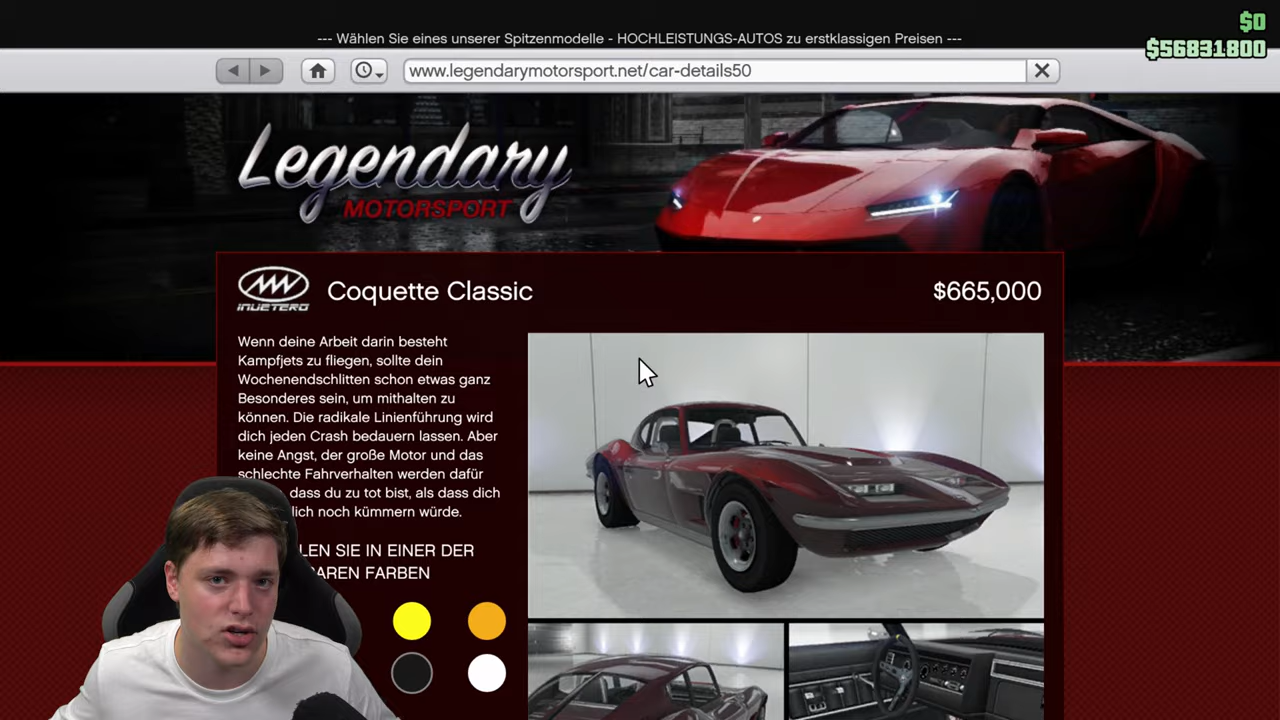 $0
$56831800
--- Wählen Sie eines unserer Spitzenmodelle - HOCHLEISTUNGS-AUTOS zu erstklassigen Preisen ---
www.legendarymotorsport.net/car-details50
Legendary
MOTORSPORT
INVETERO
Coquette Classic
$665,000
Wenn deine Arbeit darin besteht
Kampfjets zu fliegen, sollte dein
Wochenendschlitten schon etwas ganz
Besonderes sein, um mithalten zu
können. Die radikale Linienführung wird
dich jeden Crash bedauern lassen. Aber
keine Angst, der große Motor und das
schlechte Fahrverhalten werden dafür
dass du zu tot bist, als dass dich
lich noch kümmern würde.
LEN SIE IN EINER DER
BAREN FARBEN